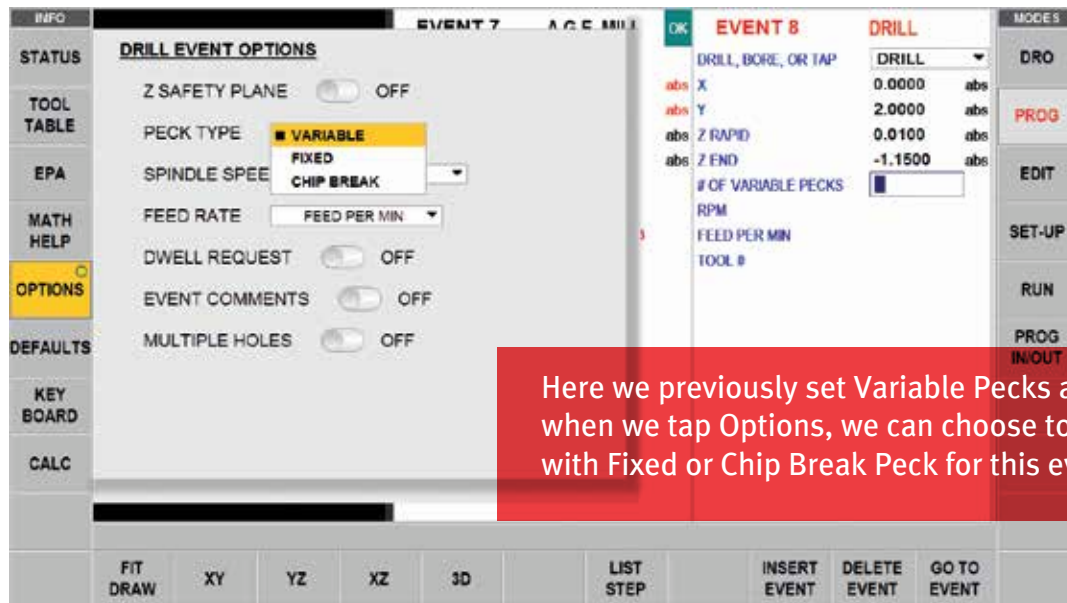 INFO
STATUS
TOOL
TABLE
EPA
MATH
HELP
OPTIONS
DEFAULTS
KEY
BOARD
CALC
EVENT 7 A.G.E. MILL
DRILL EVENT OPTIONS
Z SAFETY PLANE OFF
PECK TYPE
VARIABLE
FIXED
CHIP BREAK
SPINDLE SPEE
FEED RATE FEED PER MIN
DWELL REQUEST OFF
EVENT COMMENTS OFF
MULTIPLE HOLES OFF
OK
EVENT 8 DRILL
DRILL, BORE, OR TAP DRILL
abs X 0.0000 abs
abs Y 2.0000 abs
abs Z RAPID 0.0100 abs
abs Z END -1.1500 abs
# OF VARIABLE PECKS
RPM
FEED PER MIN
TOOL #
MODES
DRO
PROG
EDIT
SET-UP
RUN
PROG
IN/OUT
Here we previously set Variable Pecks a
when we tap Options, we can choose to
with Fixed or Chip Break Peck for this ev
FIT
DRAW
XY
YZ
XZ
3D
LIST
STEP
INSERT
EVENT
DELETE
EVENT
GO TO
EVENT